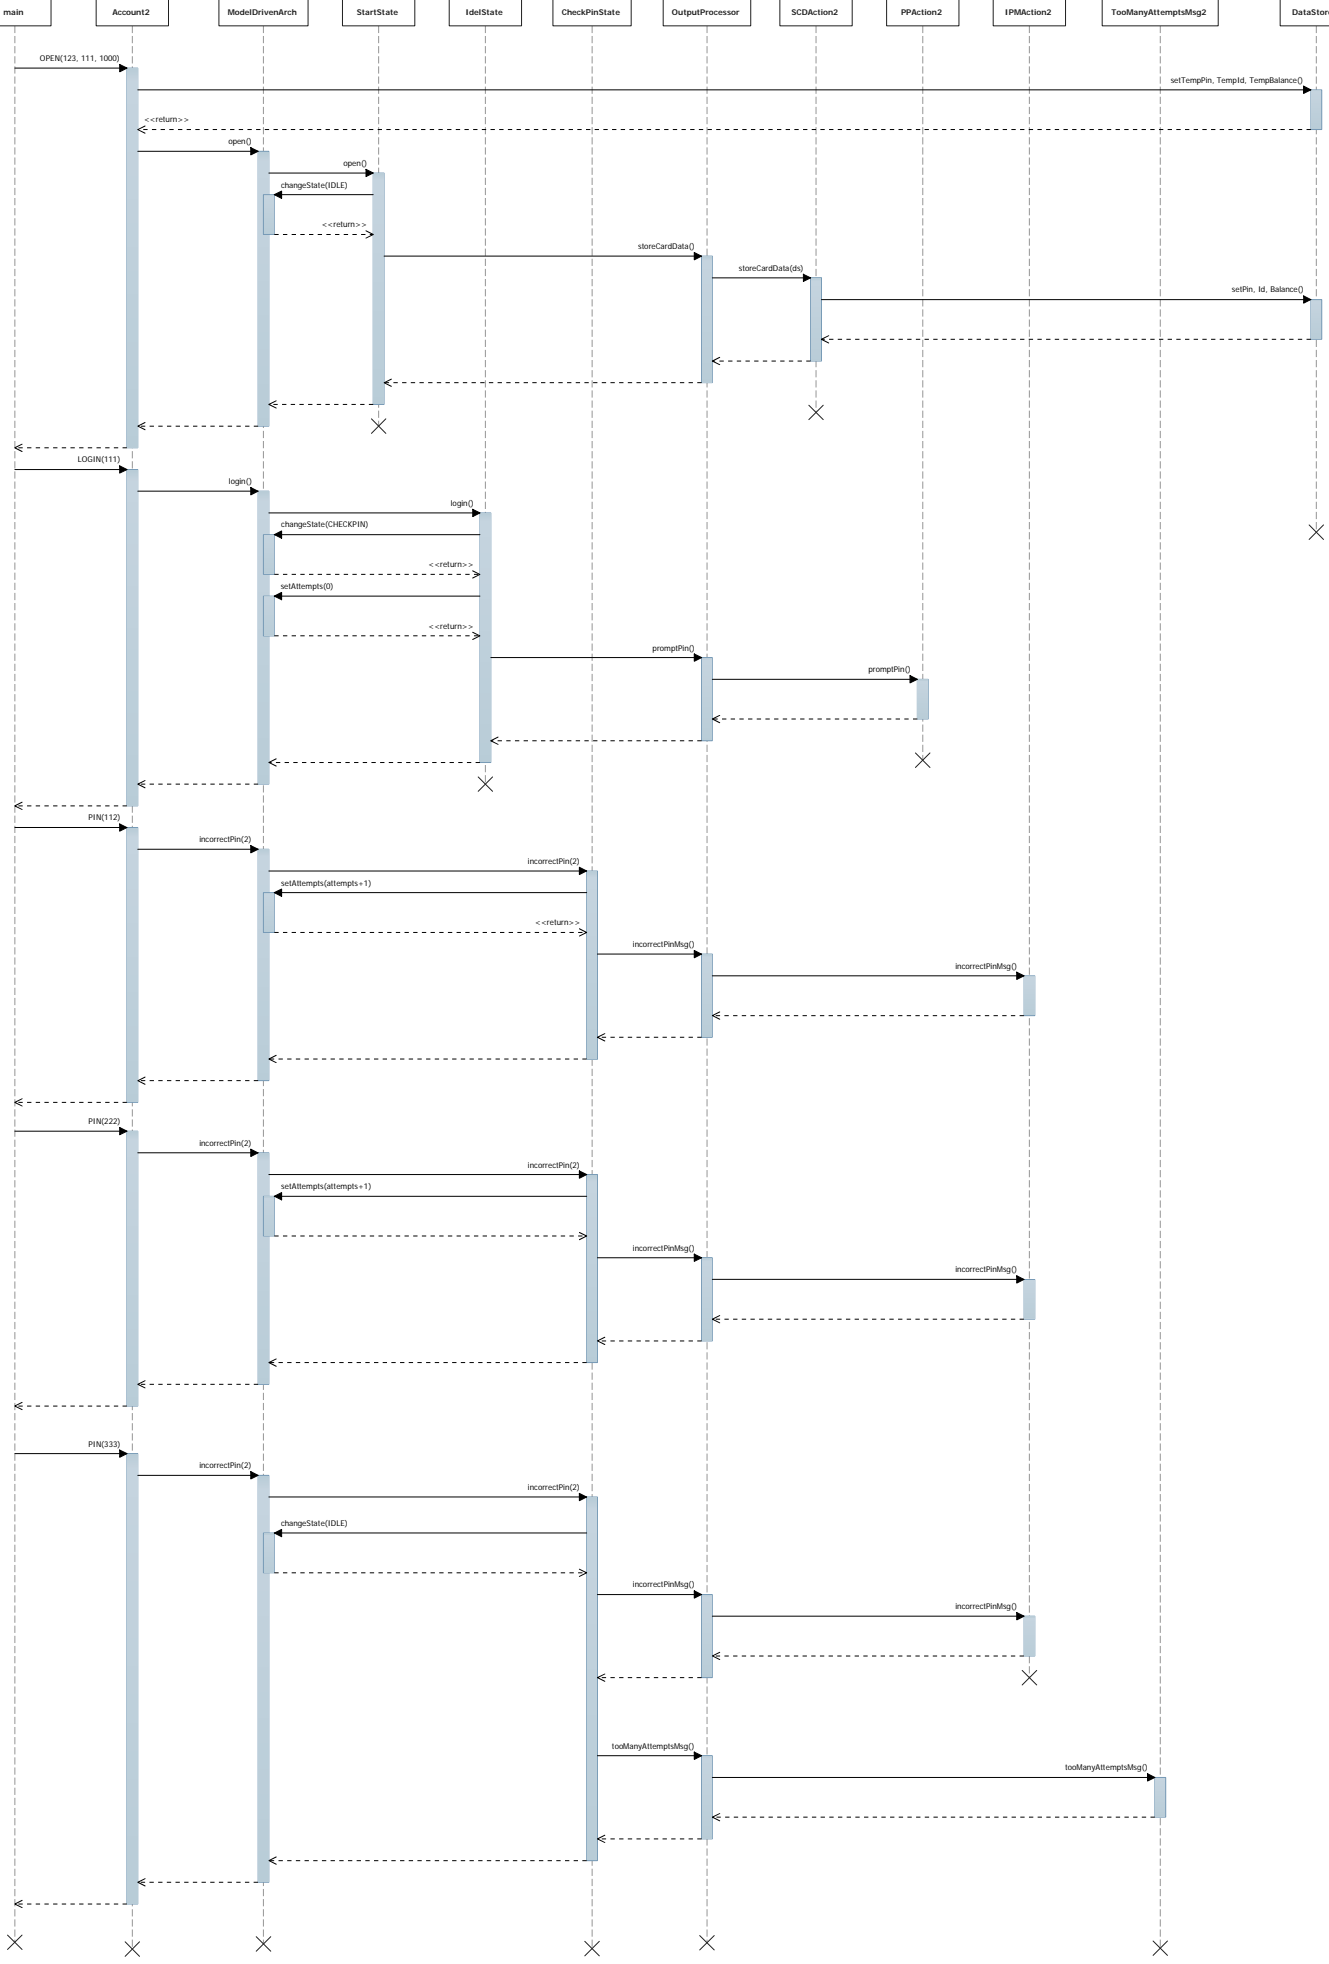 main
Account2
ModelDrivenArch
StartState
IdelState
CheckPinState
OutputProcessor
SCDAction2
PPAction2
IPMAction2
TooManyAttemptsMsg2
DataStore
OPEN(123, 111, 1000)
setTempPin, TempId, TempBalance()
<<return>>
open()
open()
changeState(IDLE)
<<return>>
storeCardData()
storeCardData(ds)
setPin, Id, Balance()
LOGIN(111)
login()
login()
changeState(CHECKPIN)
<<return>>
setAttempts(0)
<<return>>
promptPin()
promptPin()
PIN(112)
incorrectPin(2)
incorrectPin(2)
setAttempts(attempts+1)
<<return>>
incorrectPinMsg()
incorrectPinMsg()
PIN(222)
incorrectPin(2)
incorrectPin(2)
setAttempts(attempts+1)
incorrectPinMsg()
incorrectPinMsg()
PIN(333)
incorrectPin(2)
incorrectPin(2)
changeState(IDLE)
incorrectPinMsg()
incorrectPinMsg()
tooManyAttemptsMsg()
tooManyAttemptsMsg()